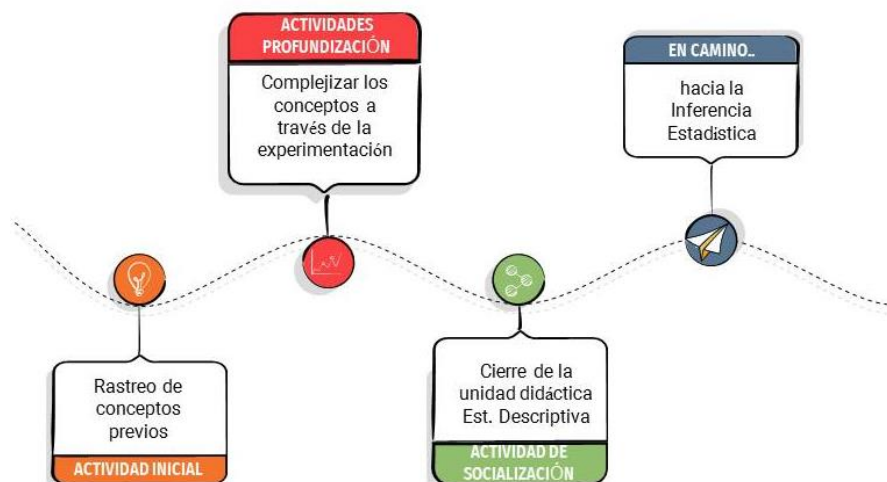 ACTIVIDADES
PROFUNDIZACIÓN
Complejizar los
conceptos a
través de la
experimentación
EN CAMINO..
hacia la
Inferencia
Estadística
Rastreo de
conceptos
previos
ACTIVIDAD INICIAL
Cierre de la
unidad didáctica
Est. Descriptiva
ACTIVIDAD DE
SOCIALIZACIÓN